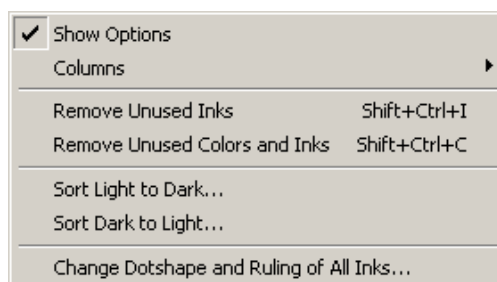 Show Options
Columns
Remove Unused Inks Shift+Ctrl+I
Remove Unused Colors and Inks Shift+Ctrl+C
Sort Light to Dark...
Sort Dark to Light...
Change Dotshape and Ruling of All Inks...